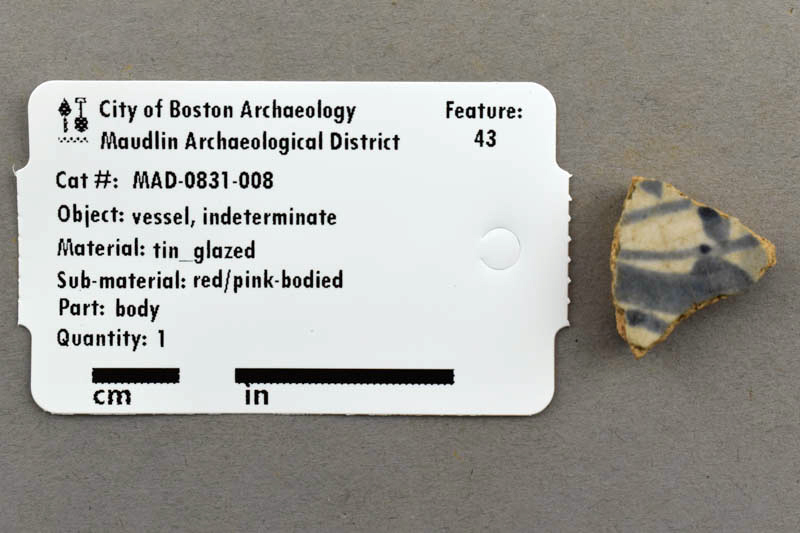 City of Boston Archaeology
Maudlin Archaeological District
Feature:
43
Cat #: MAD-0831-008
Object: vessel, indeterminate
Material: tin_glazed
Sub-material: red/pink-bodied
Part: body
Quantity: 1
cm in